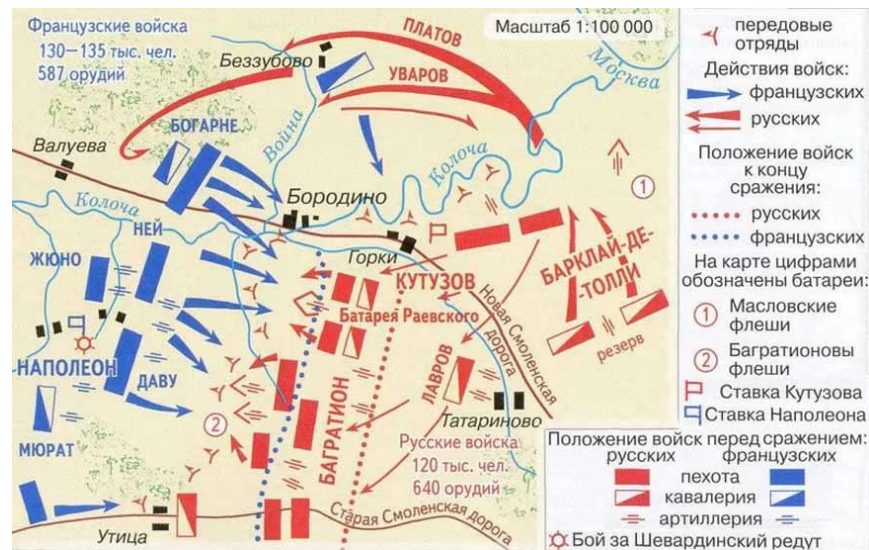 Французские войска
130—135 тыс. чел.
587 орудий
Масштаб 1:100 000
ПЛАТОВ
УВАРОВ
Беззубово
Москва
БОГАРНЕ
Война
Валуева
Колоча
Колоча
Бородино
НЕЙ
ЖЮНО
Горки
КУТУЗОВ
БАРКЛАЙ-ДЕ-
-ТОЛЛИ
Батарея Раевского
Новая Смоленская
дорога
резерв
НАПОЛЕОН
ДАВУ
ЛАВРОВ
БАГРАТИОН
Татариново
МЮРАТ
Русские войска
120 тыс. чел.
640 орудий
Утица
Старая Смоленская дорога
1
2
передовые
отряды
Действия войск:
французских
русских
Положение войск
к концу
сражения:
русских
французских
На карте цифрами
обозначены батареи:
1 Масловские
флеши
2 Багратионовы
флеши
Ставка Кутузова
Ставка Наполеона
Положение войск перед сражением:
русских французских
пехота
кавалерия
артиллерия
Бой за Шевардинский редут